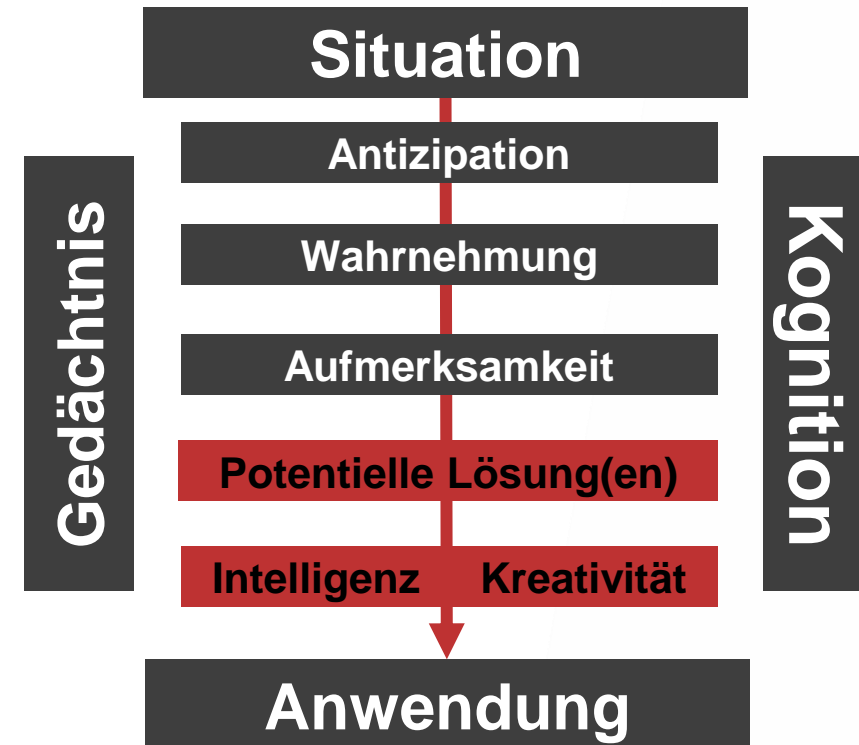 Situation
Antizipation
Wahrnehmung
Aufmerksamkeit
Potentielle Lösung(en)
Intelligenz Kreativität
Anwendung
Gedächtnis
Kognition